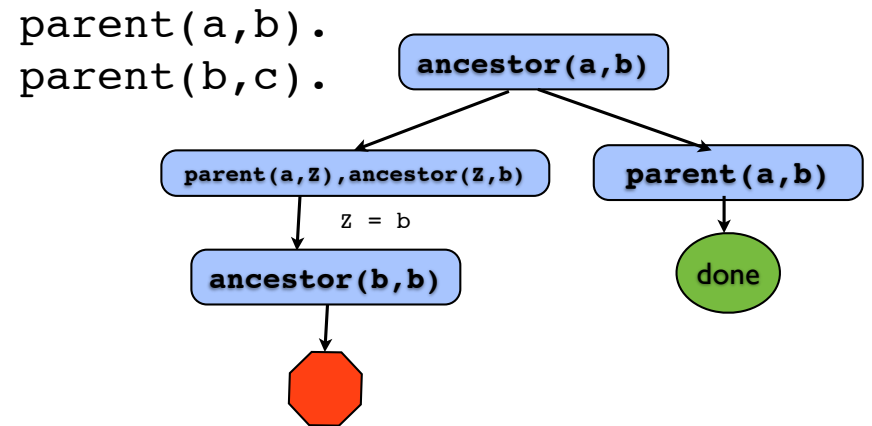 parent(a,b).
parent(b,c).
ancestor(a,b)
parent(a,Z),ancestor(Z,b)
parent(a,b)
Z = b
ancestor(b,b)
done